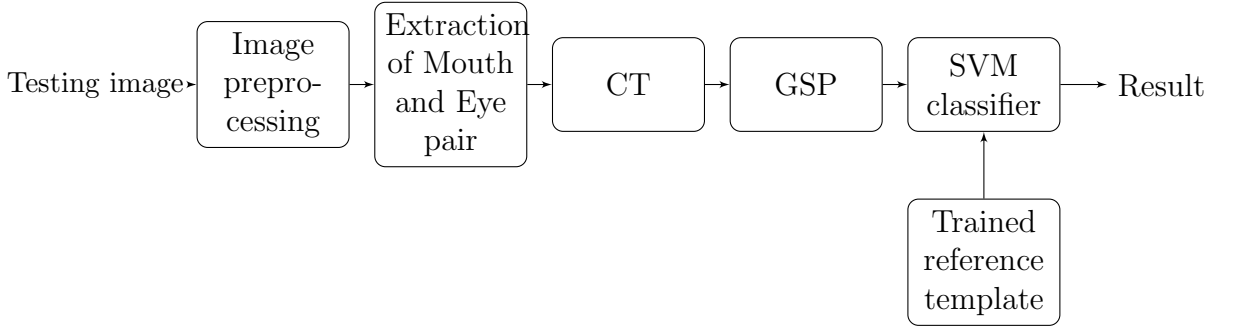 Testing image
Image
prepro-
cessing
Extraction
of Mouth
and Eye
pair
CT
GSP
SVM
classifier
Result
Trained
reference
template